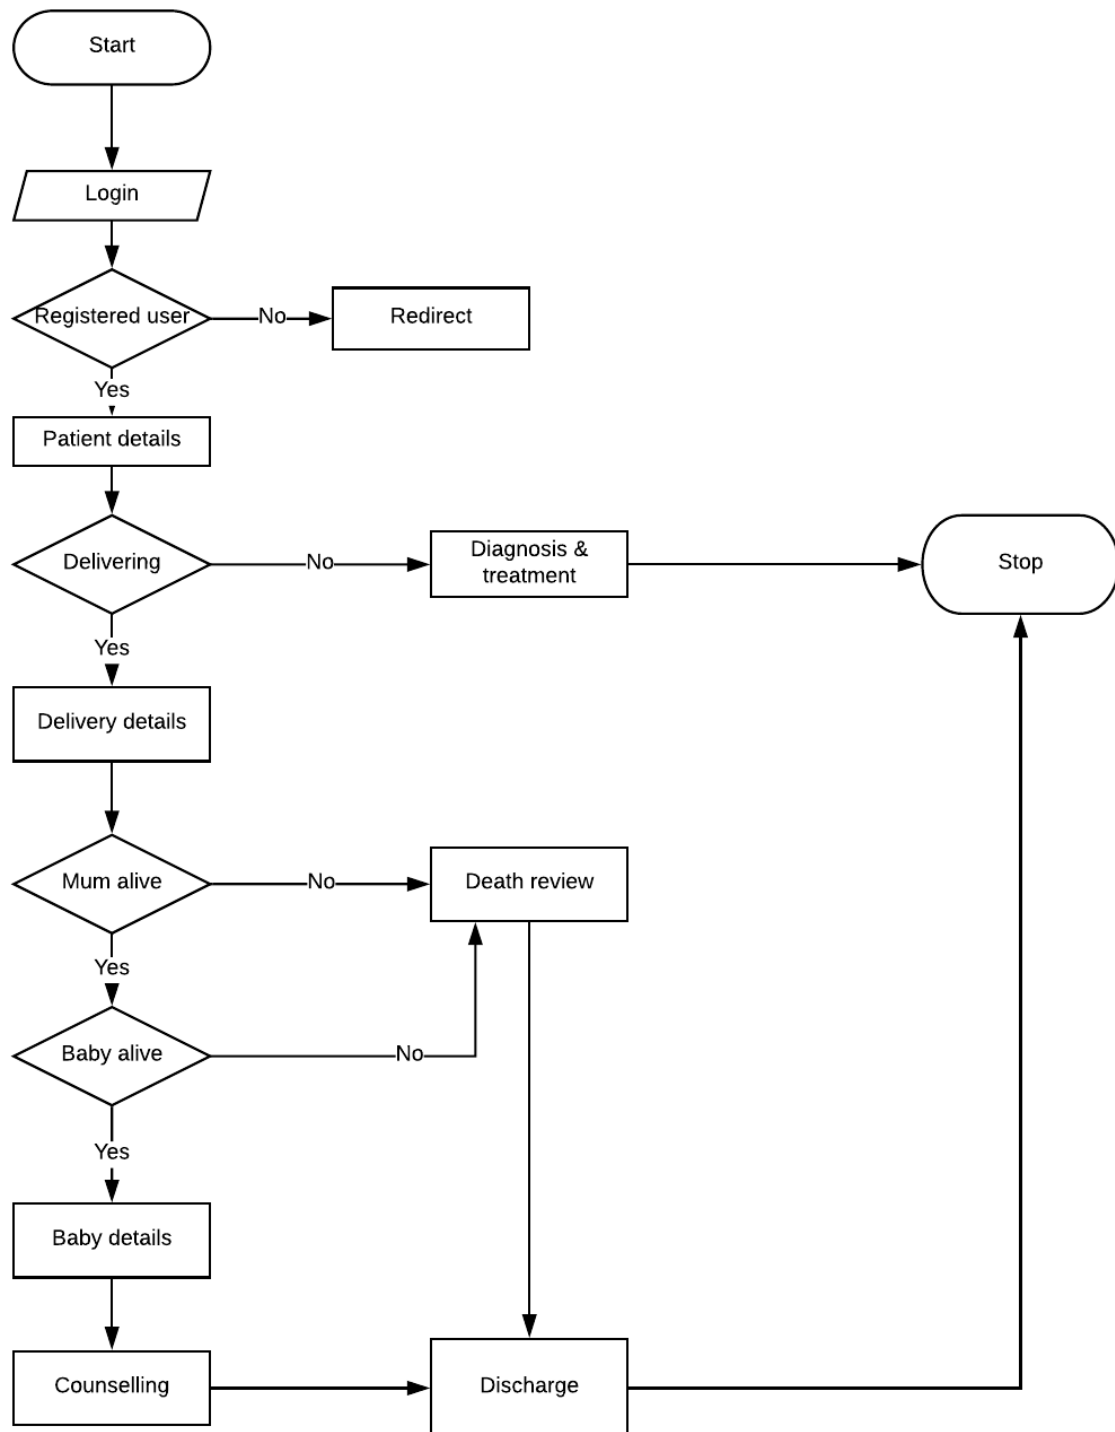 Start
Login
Registered user
No
Redirect
Yes
Patient details
Delivering
No
Diagnosis &
treatment
Stop
Yes
Delivery details
Mum alive
No
Death review
Yes
Baby alive
No
Yes
Baby details
Counselling
Discharge